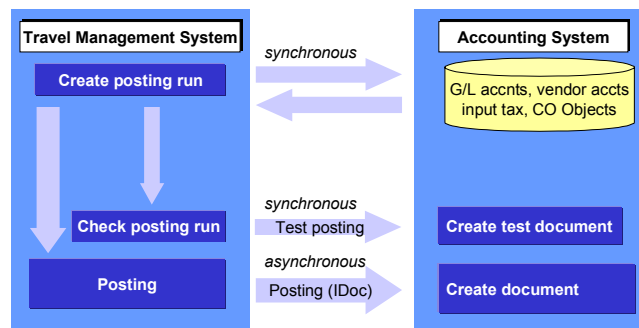 Travel Management System
synchronous
Accounting System
Create posting run
G/L accnts, vendor accts
input tax, CO Objects
synchronous
Check posting run
Test posting
Create test document
asynchronous
Posting
Posting (IDoc)
Create document